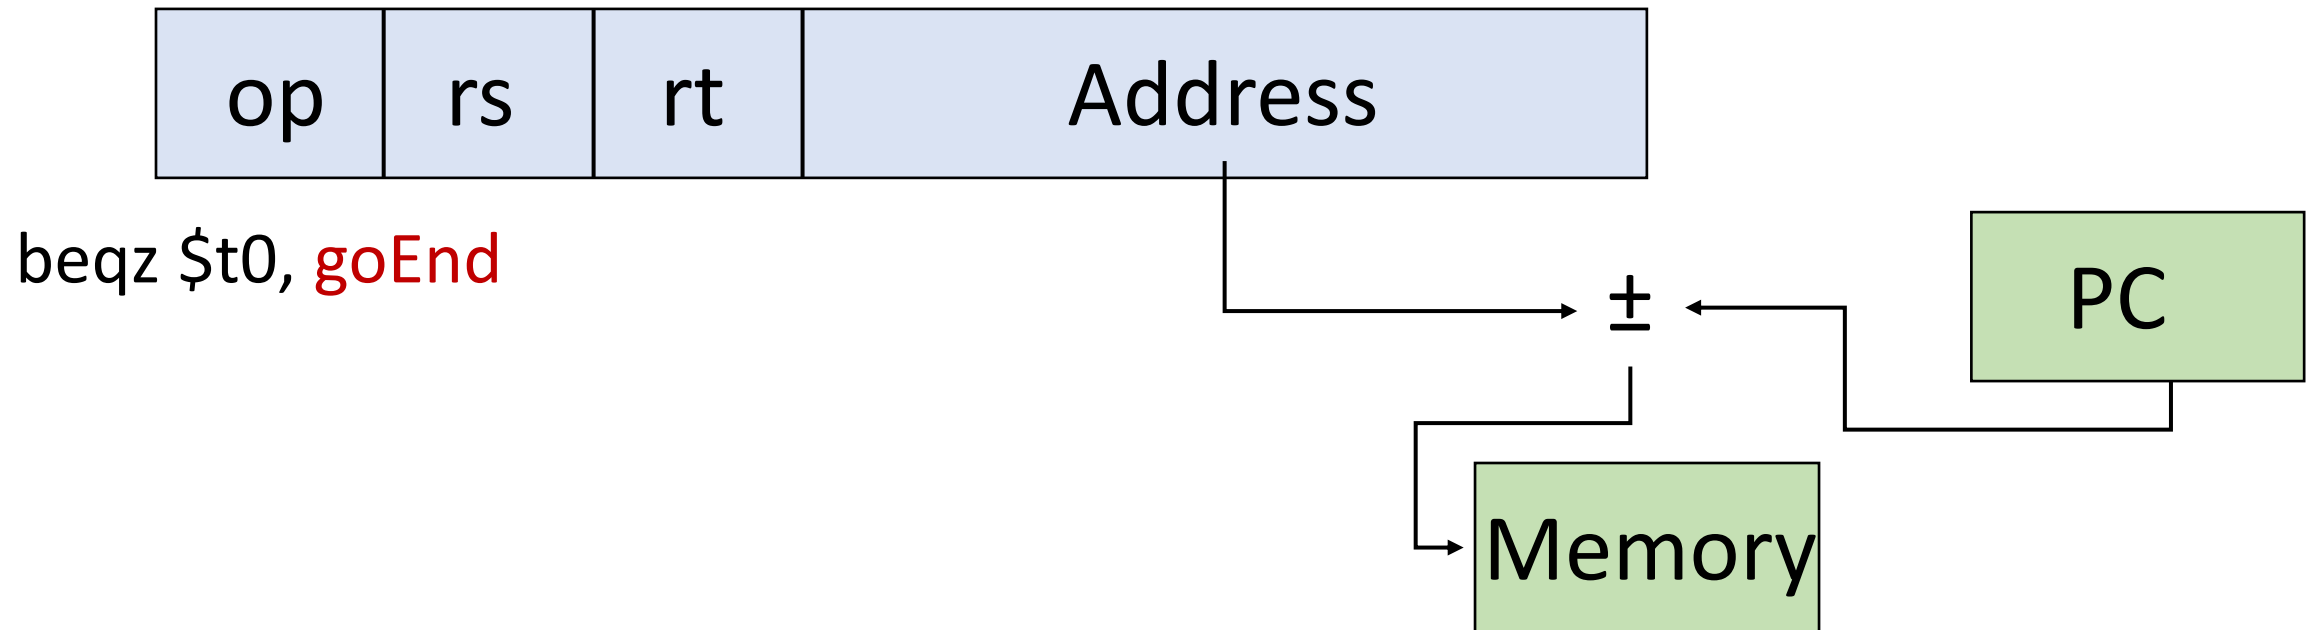 op rs rt Address
beqz $t0, goEnd
PC
±
Memory